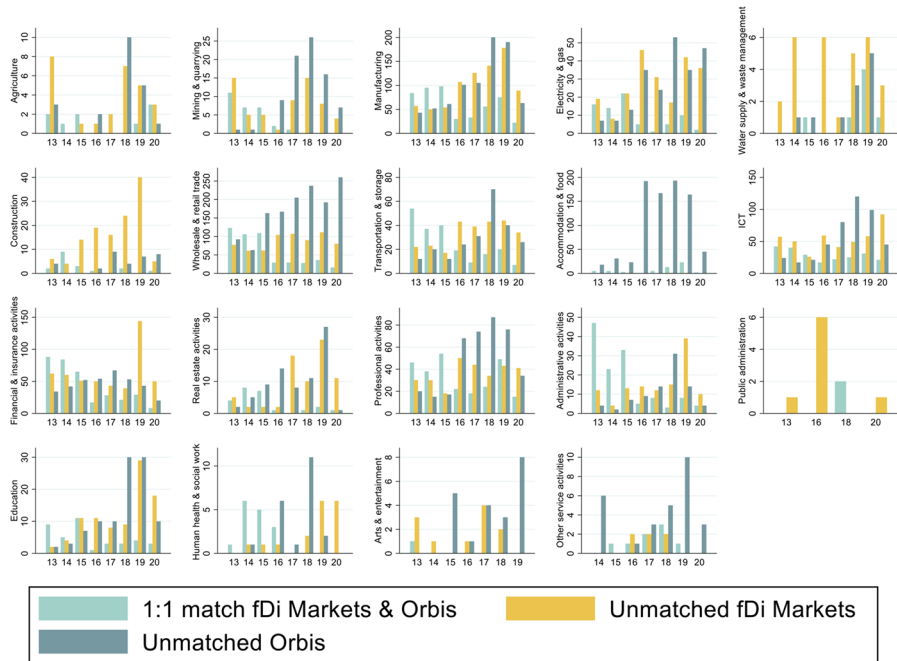 Agriculture
10
8
6
4
2
0
13 14 15 16 17 18 19 20
Mining & quarrying
25
20
15
10
5
0
13 14 15 16 17 18 19 20
Manufacturing
200
150
100
50
0
13 14 15 16 17 18 19 20
Electricity & gas
50
40
30
20
10
0
13 14 15 16 17 18 19 20
Water supply & waste management
6
4
2
0
13 14 15 16 17 18 19 20
Construction
40
30
20
10
0
13 14 15 16 17 18 19 20
Wholesale & retail trade
250
200
150
100
50
0
13 14 15 16 17 18 19 20
Transportation & storage
80
60
40
20
0
13 14 15 16 17 18 19 20
Accommodation & food
200
150
100
50
0
13 14 15 16 17 18 19 20
ICT
150
100
50
0
13 14 15 16 17 18 19 20
Financial & insurance activities
150
100
50
0
13 14 15 16 17 18 19 20
Real estate activities
30
20
10
0
13 14 15 16 17 18 19 20
Professional activities
80
60
40
20
0
13 14 15 16 17 18 19 20
Administrative activities
50
40
30
20
10
0
13 14 15 16 17 18 19 20
Public administration
6
4
2
0
13 16 18 20
Education
30
20
10
0
13 14 15 16 17 18 19 20
Human health & social work
10
5
0
13 14 15 16 17 18 19 20
Arts & entertainment
8
6
4
2
0
13 14 15 16 17 18 19
Other service activities
10
8
6
4
2
0
14 15 16 17 18 19 20
1:1 match fDi Markets & Orbis
Unmatched fDi Markets
Unmatched Orbis